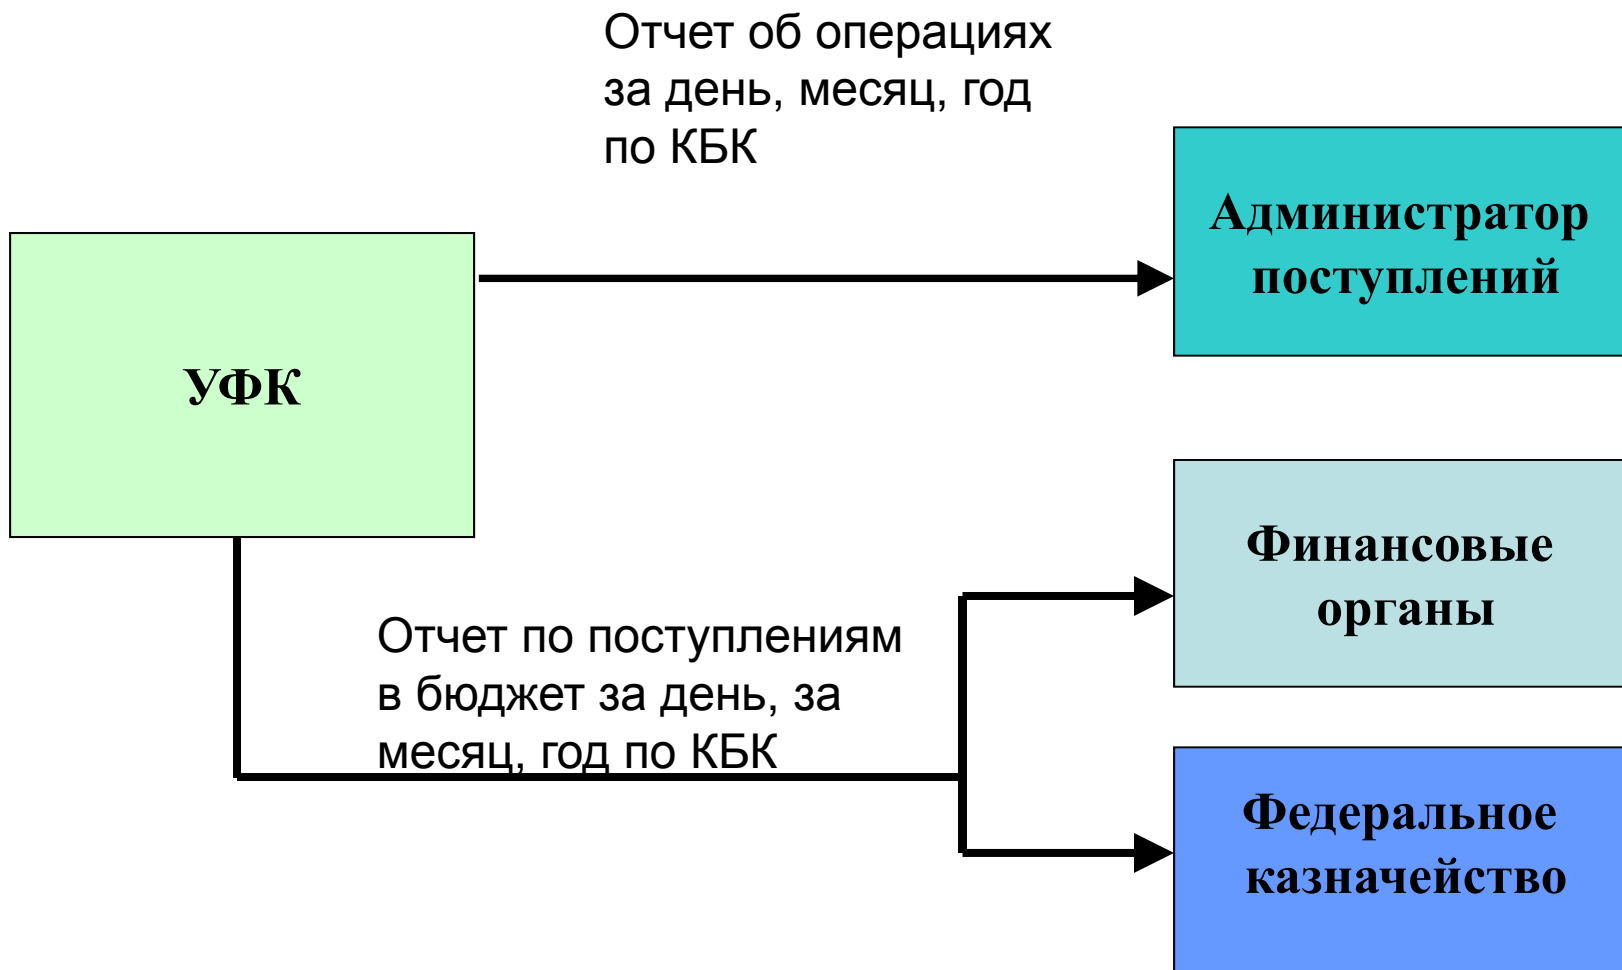 Отчет об операциях
за день, месяц, год
по КБК
Администратор
поступлений
УФК
Финансовые
органы
Отчет по поступлениям
в бюджет за день, за
месяц, год по КБК
Федеральное
казначейство